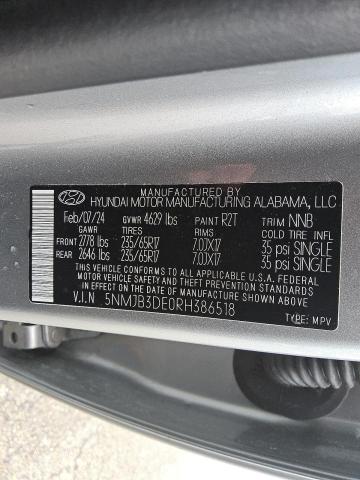 MANUFACTURED BY
HYUNDAI MOTOR MANUFACTURING ALABAMA, LLC
Feb/07/24 GVWR 4629 lbs PAINT R2T TRIM NNB
GAWR TIRES RIMS COLD TIRE INFL
FRONT 2778 lbs 235/65R17 7.0JX17 35 psi SINGLE
REAR 2646 lbs 235/65R17 7.0JX17 35 psi SINGLE
THIS VEHICLE CONFORMS TO ALL APPLICABLE U.S.A. FEDERAL
MOTOR VEHICLE SAFETY AND THEFT PREVENTION STANDARDS
IN EFFECT ON THE DATE OF MANUFACTURE SHOWN ABOVE.
V.I.N 5NMJB3DE0RH386518
TYPE: MPV